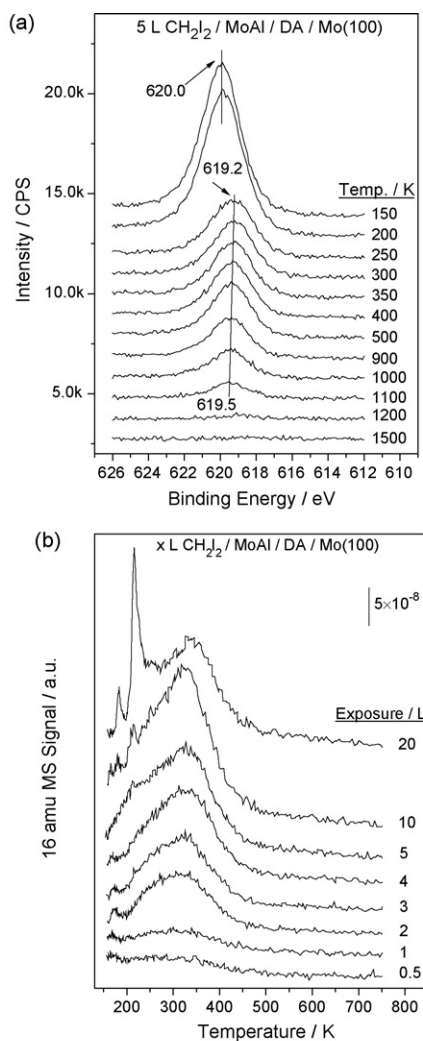 (a)
5 L CH₂I₂ / MoAl / DA / Mo(100)
20.0k
620.0
619.2
Temp. / K
15.0k
150
200
250
300
350
10.0k
400
500
900
1000
5.0k
1100
619.5
1200
1500
Intensity / CPS
626 624 622 620 618 616 614 612 610
Binding Energy / eV
(b)
x L CH₂I₂ / MoAl / DA / Mo(100)
5×10⁻⁸
Exposure / L
20
10
5
4
3
2
1
0.5
16 amu MS Signal / a.u.
200 300 400 500 600 700 800
Temperature / K